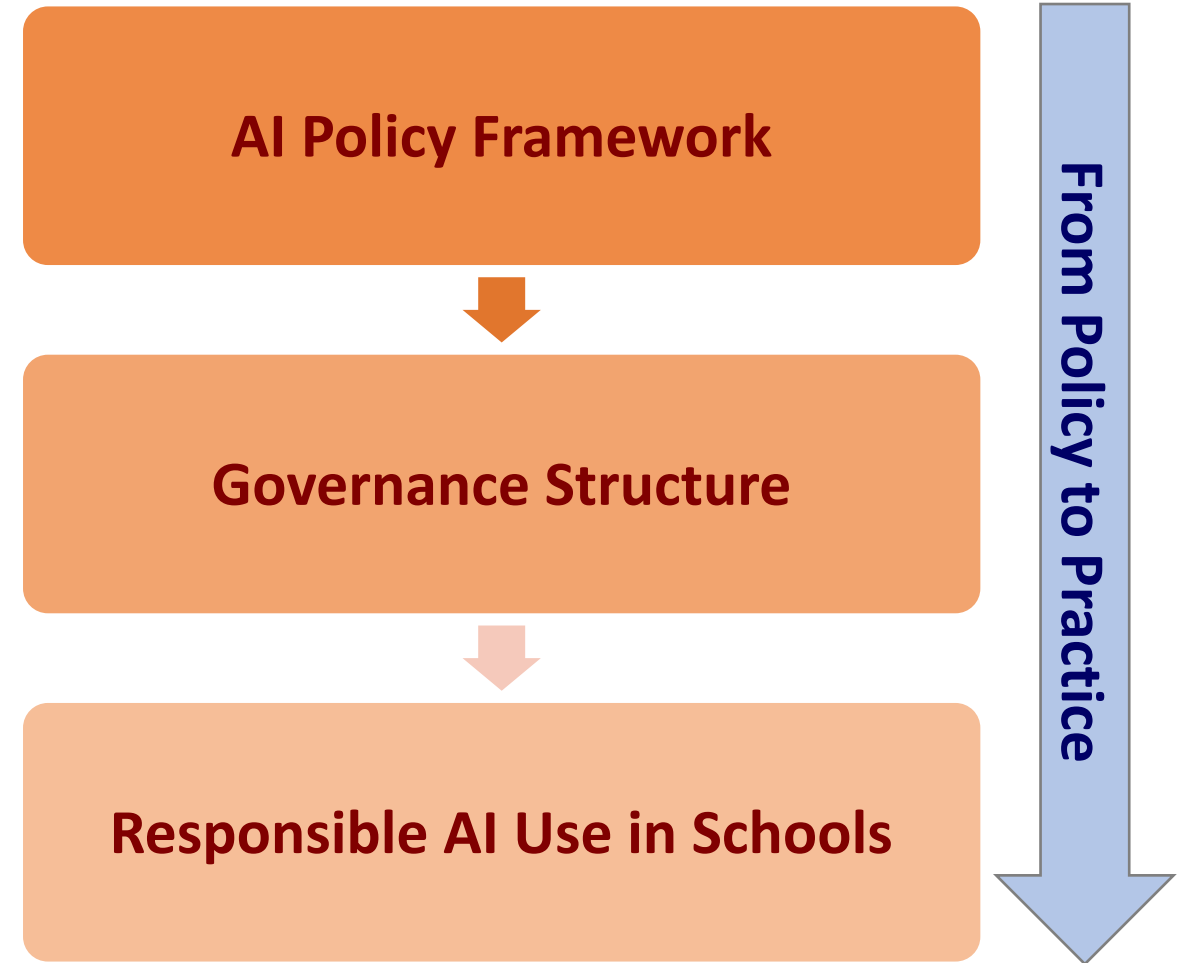 AI Policy Framework
Governance Structure
Responsible AI Use in Schools
From Policy to Practice